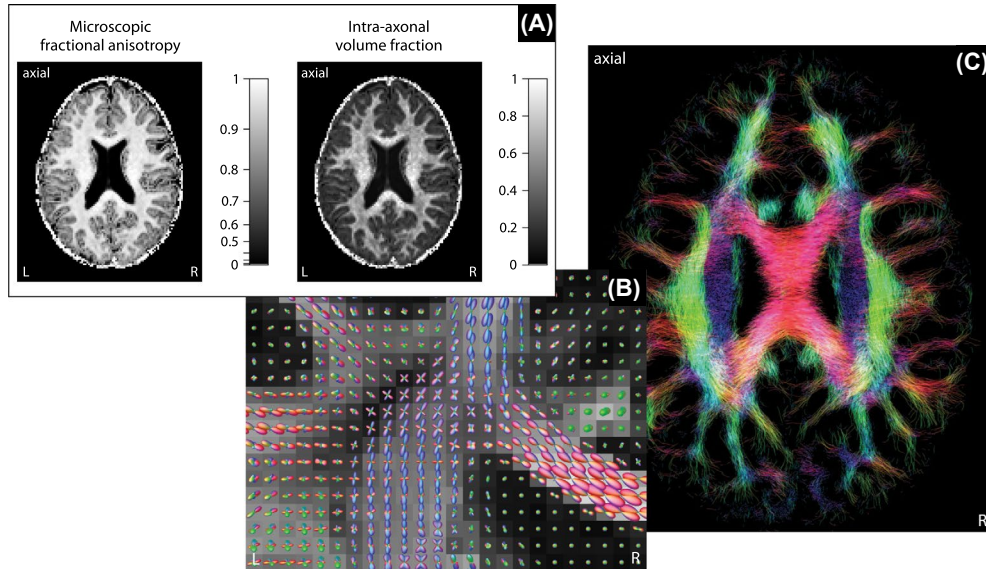 (A)
Microscopic
fractional anisotropy
Intra-axonal
volume fraction
axial
L
R
1
0.9
0.8
0.7
0.6
0.5
0
axial
L
R
1
0.8
0.6
0.4
0.2
0
(B)
L
R
(C)
axial
R